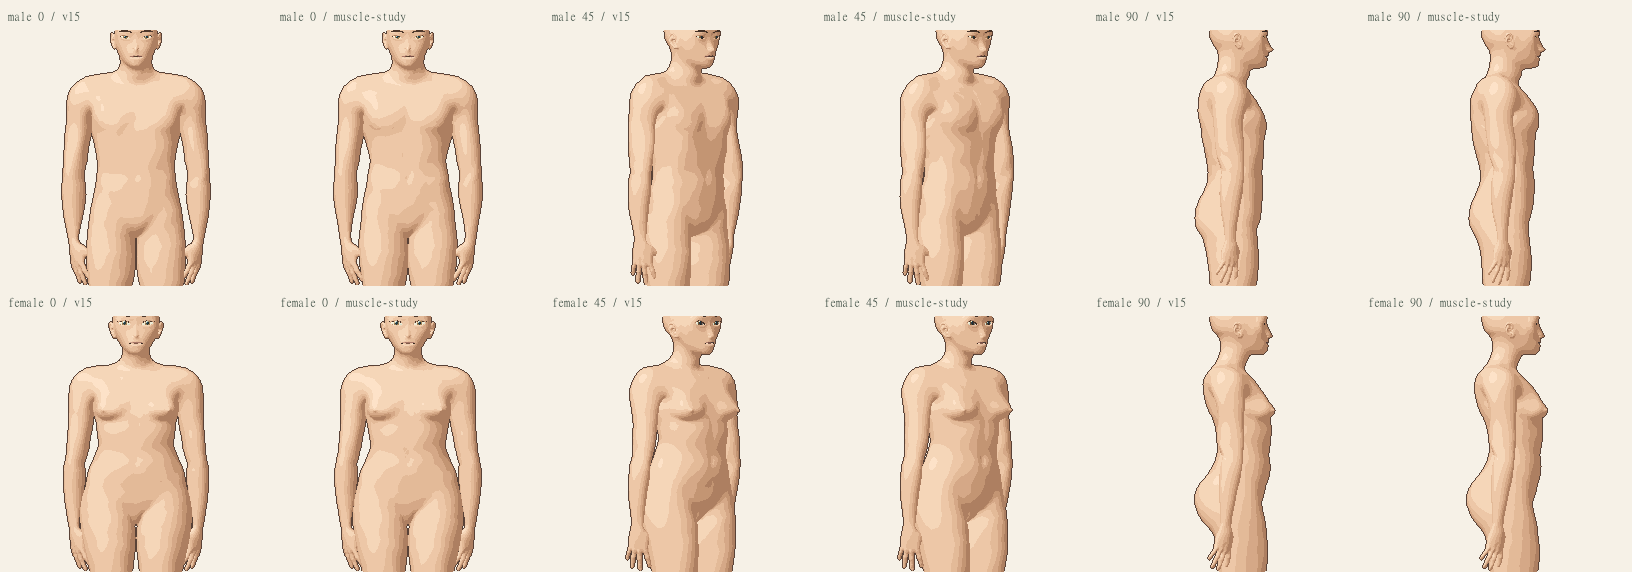 male 0 / v15
male 0 / muscle-study
male 45 / v15
male 45 / muscle-study
male 90 / v15
male 90 / muscle-study
female 0 / v15
female 0 / muscle-study
female 45 / v15
female 45 / muscle-study
female 90 / v15
female 90 / muscle-study